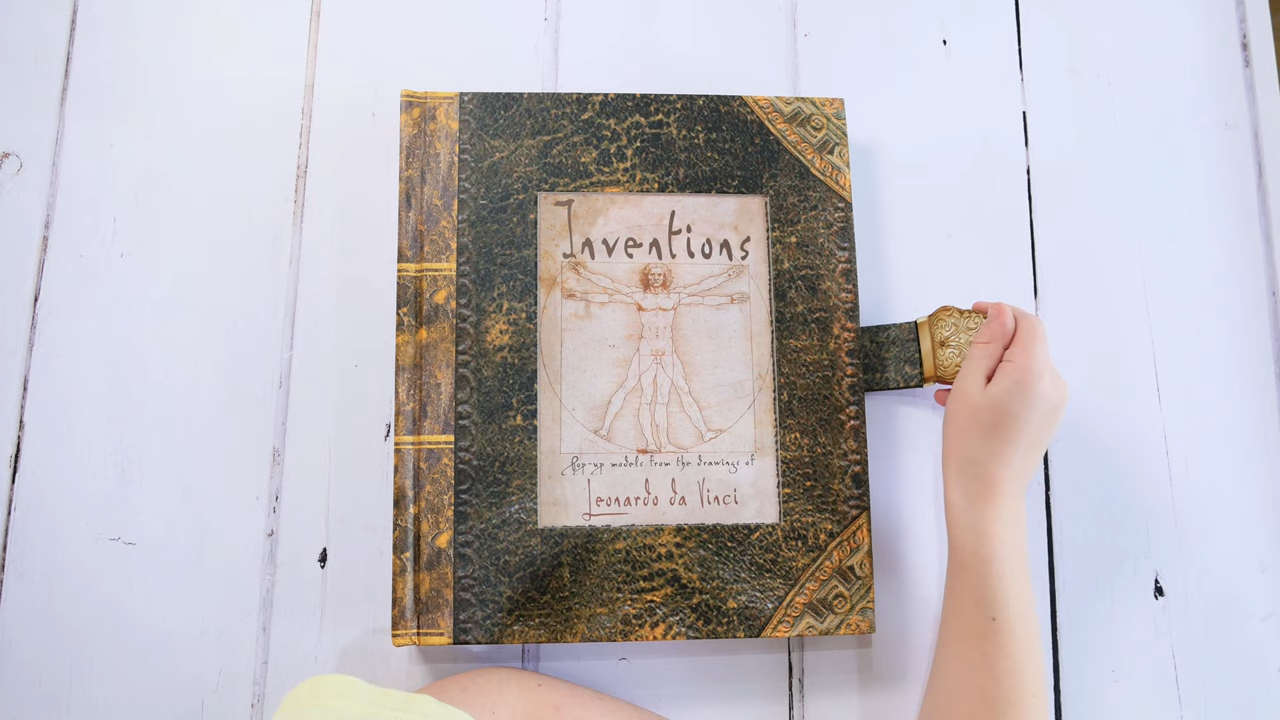 Inventions
Pop-up models from the drawings of
Leonardo da Vinci